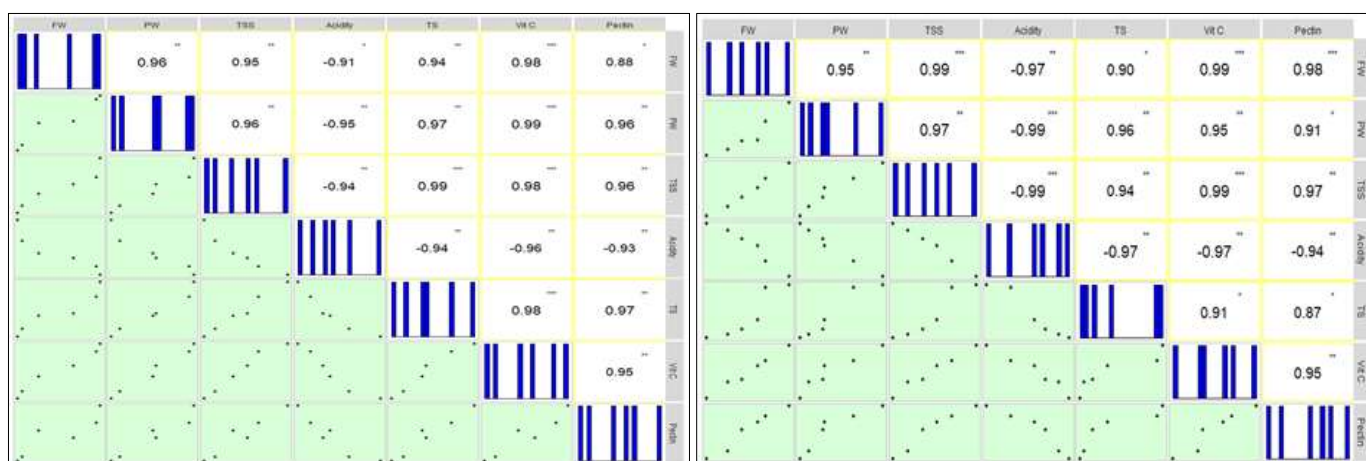 FW PW TSS Acidity TS Vit C Pectin
0.96 ** 0.95 ** -0.91 * 0.94 ** 0.98 *** 0.88 * FW
0.96 ** -0.95 ** 0.97 ** 0.99 *** 0.96 ** PW
-0.94 ** 0.99 *** 0.98 *** 0.96 ** TSS
-0.94 ** -0.96 ** -0.93 ** Acidity
0.98 *** 0.97 ** TS
0.95 ** Vit C
Pectin
FW PW TSS Acidity TS Vit C Pectin
0.95 ** 0.99 *** -0.97 ** 0.90 * 0.99 *** 0.98 *** FW
0.97 ** -0.99 *** 0.96 ** 0.95 ** 0.91 * PW
-0.99 *** 0.94 ** 0.99 *** 0.97 ** TSS
-0.97 ** -0.97 ** -0.94 ** Acidity
0.91 * 0.87 * TS
0.95 ** Vit C
Pectin